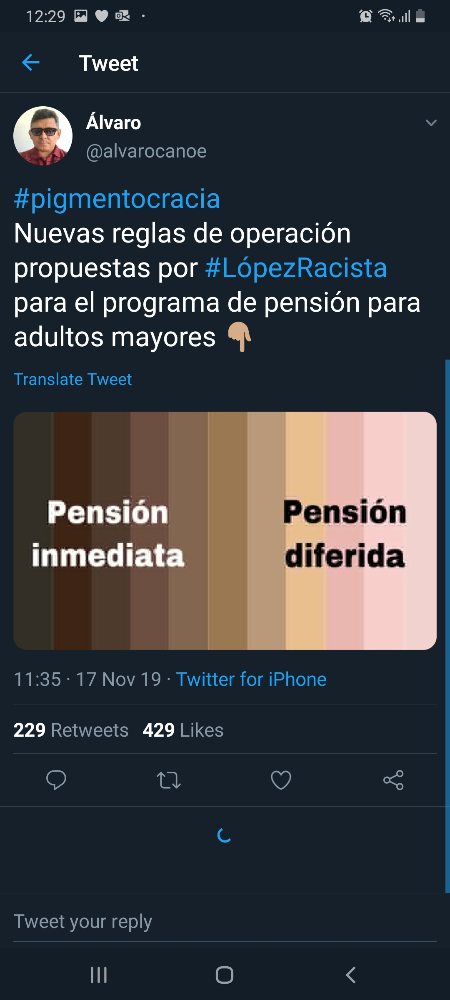 12:29
Tweet
Álvaro
@alvarocanoe
#pigmentocracia
Nuevas reglas de operación
propuestas por #LópezRacista
para el programa de pensión para
adultos mayores 👇🏼
Translate Tweet
Pensión
inmediata
Pensión
diferida
11:35 · 17 Nov 19 · Twitter for iPhone
229 Retweets 429 Likes
Tweet your reply